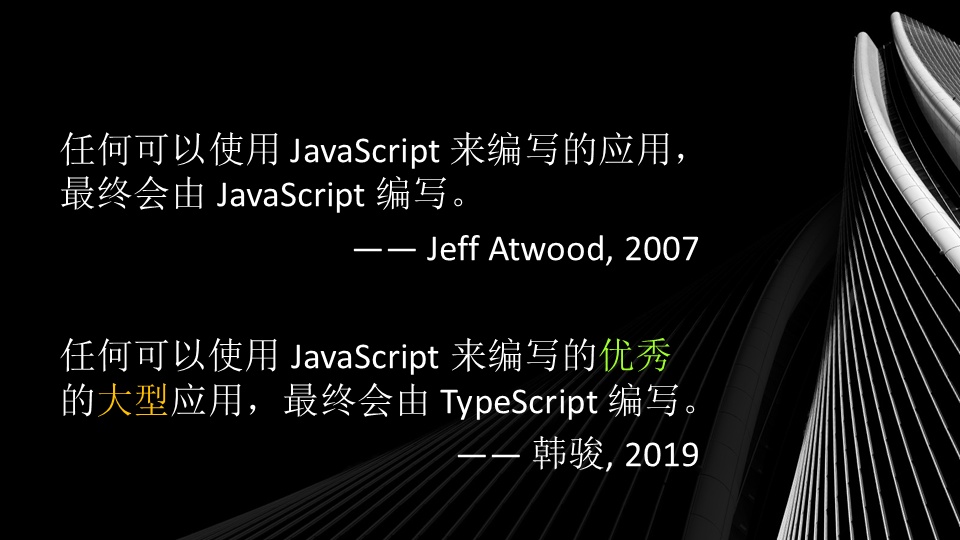 任何可以使用 JavaScript 来编写的应用，
最终会由 JavaScript 编写。
—— Jeff Atwood, 2007
任何可以使用 JavaScript 来编写的优秀
的大型应用，最终会由 TypeScript 编写。
—— 韩骏, 2019